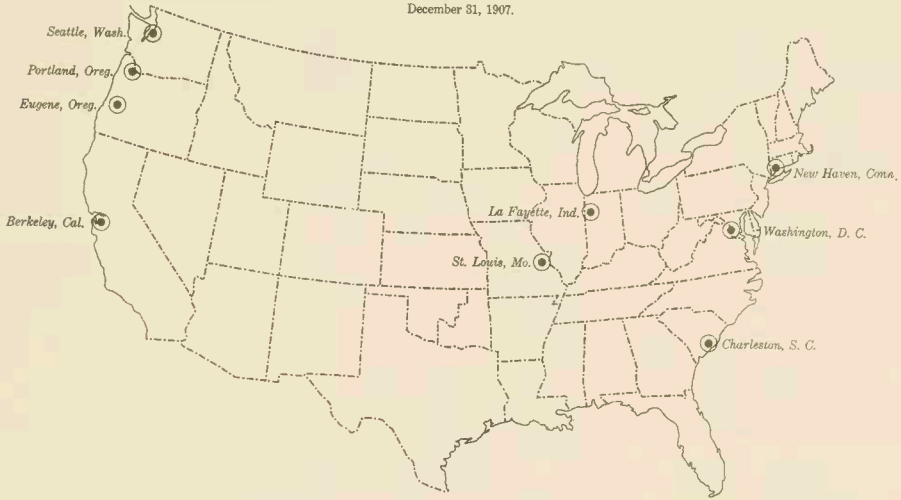 December 31, 1907.
Seattle, Wash.
Portland, Oreg.
Eugene, Oreg.
New Haven, Conn.
La Fayette, Ind.
Berkeley, Cal.
Washington, D. C.
St. Louis, Mo.
Charleston, S. C.